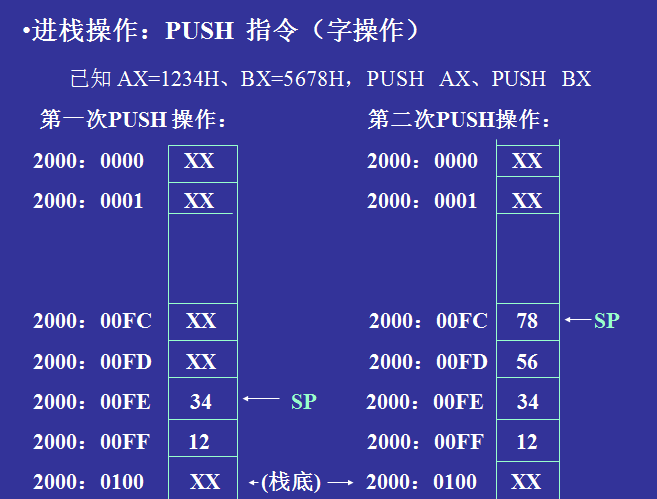 •进栈操作：PUSH 指令（字操作）
已知 AX=1234H、BX=5678H，PUSH AX、PUSH BX
第一次PUSH 操作： 第二次PUSH操作：
2000：0000 XX 2000：0000 XX
2000：0001 XX 2000：0001 XX
2000：00FC XX 2000：00FC 78 ←SP
2000：00FD XX 2000：00FD 56
2000：00FE 34 ← SP 2000：00FE 34
2000：00FF 12 2000：00FF 12
2000：0100 XX ←(栈底)→ 2000：0100 XX